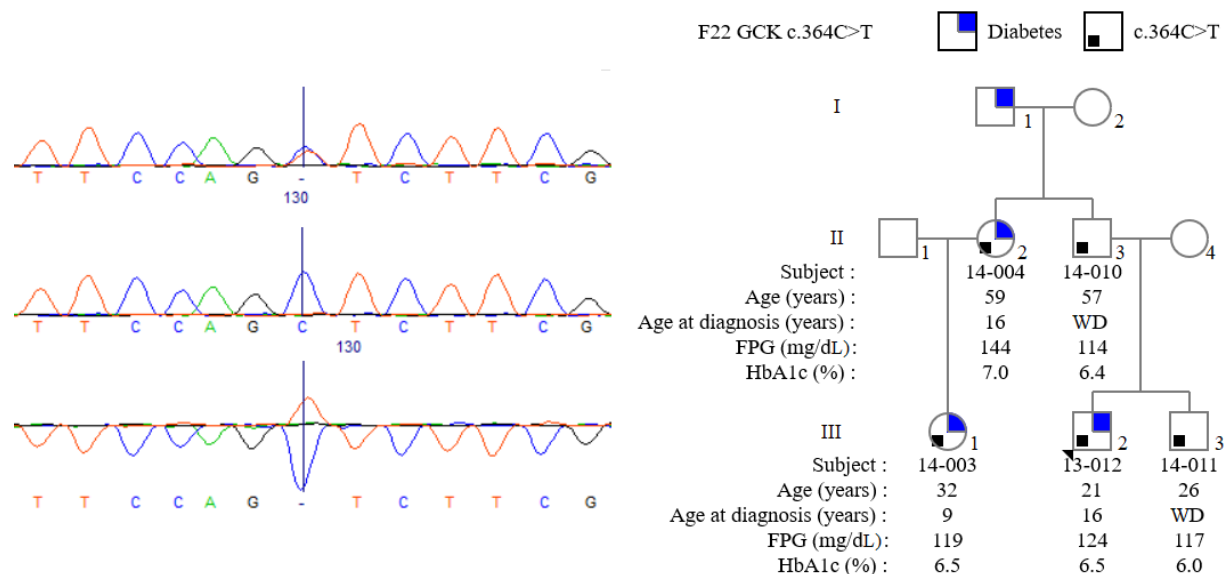 F22 GCK c.364C>T
Diabetes
c.364C>T
T T C C A G - T C T T C G
130
T T C C A G C T C T T C G
130
T T C C A G - T C T T C G
I
1
2
II
1
2
3
4
Subject : 14-004 14-010
Age (years) : 59 57
Age at diagnosis (years) : 16 WD
FPG (mg/dL): 144 114
HbA1c (%) : 7.0 6.4
III
1
2
3
Subject : 14-003 13-012 14-011
Age (years) : 32 21 26
Age at diagnosis (years) : 9 16 WD
FPG (mg/dL) : 119 124 117
HbA1c (%) : 6.5 6.5 6.0